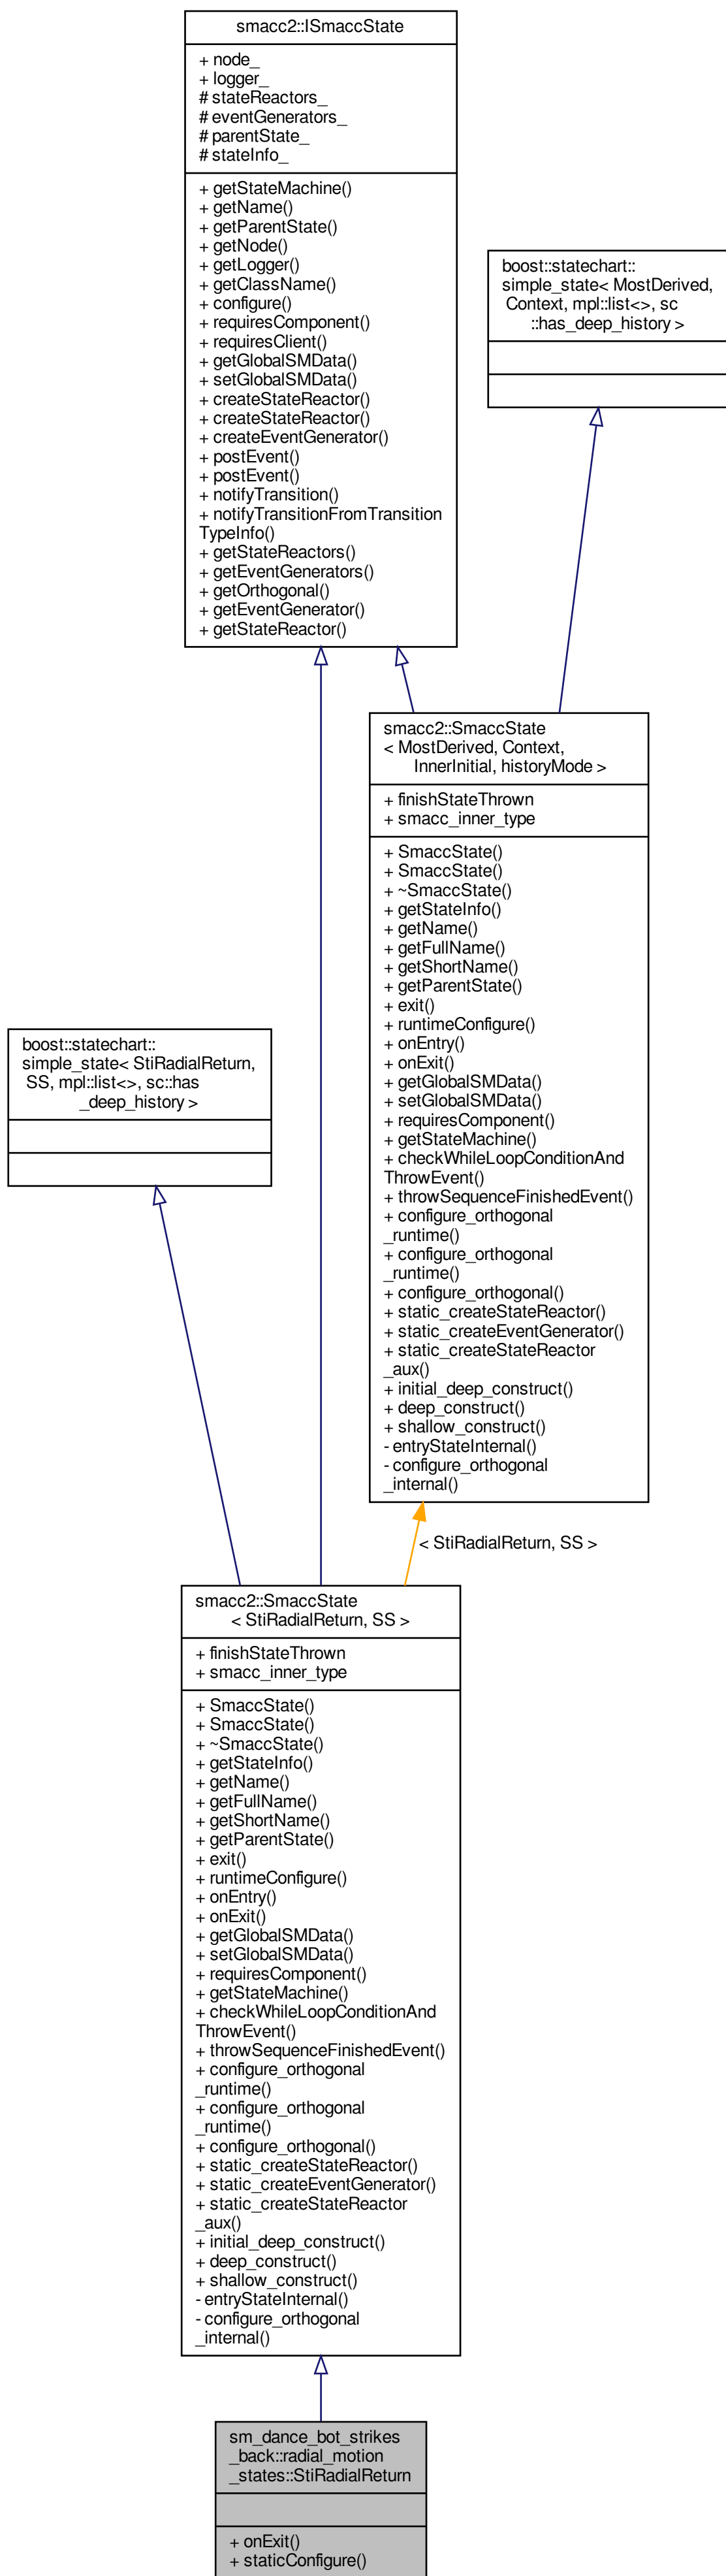 smacc2::ISmaccState
+ node_
+ logger_
# stateReactors_
# eventGenerators_
# parentState_
# stateInfo_
+ getStateMachine()
+ getName()
+ getParentState()
+ getNode()
+ getLogger()
+ getClassName()
+ configure()
+ requiresComponent()
+ requiresClient()
+ getGlobalSMData()
+ setGlobalSMData()
+ createStateReactor()
+ createStateReactor()
+ createEventGenerator()
+ postEvent()
+ postEvent()
+ notifyTransition()
+ notifyTransitionFromTransition
TypeInfo()
+ getStateReactors()
+ getEventGenerators()
+ getOrthogonal()
+ getEventGenerator()
+ getStateReactor()
boost::statechart::
simple_state< MostDerived,
Context, mpl::list<>, sc
::has_deep_history >
smacc2::SmaccState
< MostDerived, Context,
InnerInitial, historyMode >
+ finishStateThrown
+ smacc_inner_type
+ SmaccState()
+ SmaccState()
+ ~SmaccState()
+ getStateInfo()
+ getName()
+ getFullName()
+ getShortName()
+ getParentState()
+ exit()
+ runtimeConfigure()
+ onEntry()
+ onExit()
+ getGlobalSMData()
+ setGlobalSMData()
+ requiresComponent()
+ getStateMachine()
+ checkWhileLoopConditionAnd
ThrowEvent()
+ throwSequenceFinishedEvent()
+ configure_orthogonal
_runtime()
+ configure_orthogonal
_runtime()
+ configure_orthogonal()
+ static_createStateReactor()
+ static_createEventGenerator()
+ static_createStateReactor
_aux()
+ initial_deep_construct()
+ deep_construct()
+ shallow_construct()
- entryStateInternal()
- configure_orthogonal
_internal()
boost::statechart::
simple_state< StiRadialReturn,
SS, mpl::list<>, sc::has
_deep_history >
< StiRadialReturn, SS >
smacc2::SmaccState
< StiRadialReturn, SS >
+ finishStateThrown
+ smacc_inner_type
+ SmaccState()
+ SmaccState()
+ ~SmaccState()
+ getStateInfo()
+ getName()
+ getFullName()
+ getShortName()
+ getParentState()
+ exit()
+ runtimeConfigure()
+ onEntry()
+ onExit()
+ getGlobalSMData()
+ setGlobalSMData()
+ requiresComponent()
+ getStateMachine()
+ checkWhileLoopConditionAnd
ThrowEvent()
+ throwSequenceFinishedEvent()
+ configure_orthogonal
_runtime()
+ configure_orthogonal
_runtime()
+ configure_orthogonal()
+ static_createStateReactor()
+ static_createEventGenerator()
+ static_createStateReactor
_aux()
+ initial_deep_construct()
+ deep_construct()
+ shallow_construct()
- entryStateInternal()
- configure_orthogonal
_internal()
sm_dance_bot_strikes
_back::radial_motion
_states::StiRadialReturn
+ onExit()
+ staticConfigure()